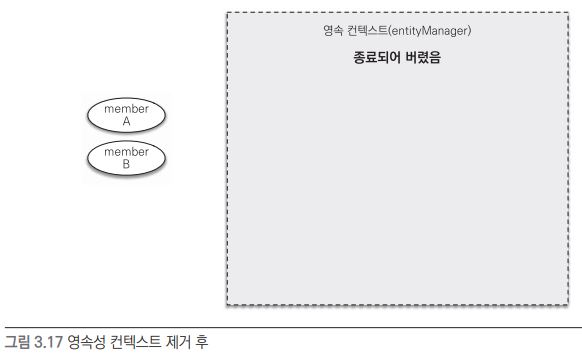 영속 컨텍스트(entityManager)
종료되어 버렸음
member
A
member
B
그림 3.17 영속성 컨텍스트 제거 후